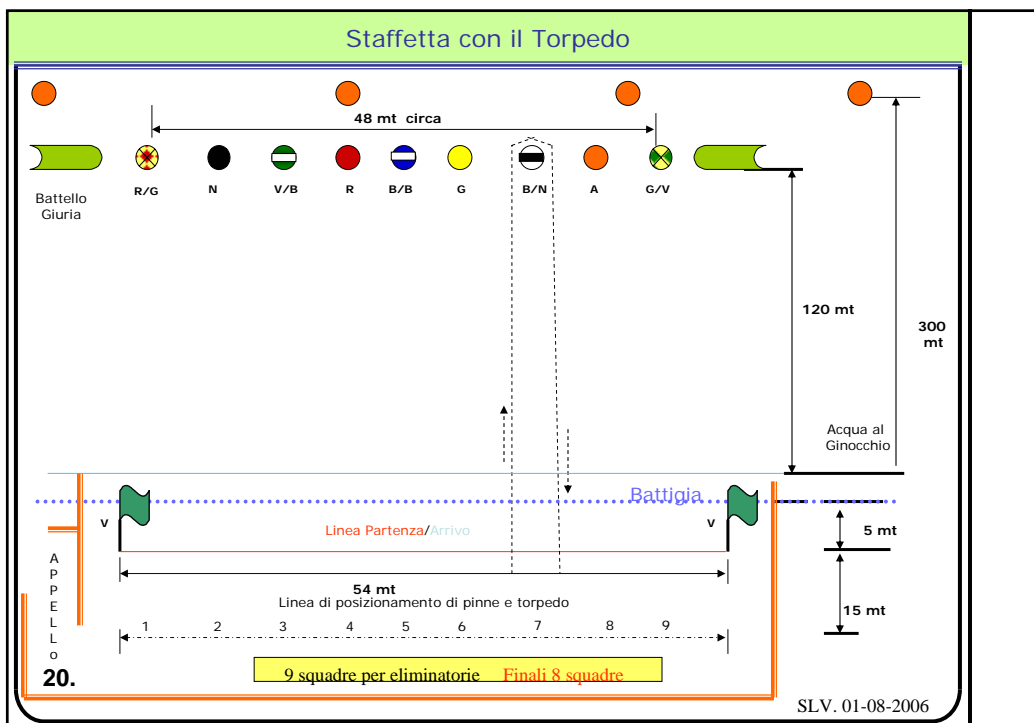 Staffetta con il Torpedo
48 mt circa
Battello
Giuria
R/G N V/B R B/B G B/N A G/V
120 mt
300
mt
Acqua al
Ginocchio
Battigia
V V
Linea Partenza/Arrivo
5 mt
A
P
P
E
L
L
O
54 mt
Linea di posizionamento di pinne e torpedo
15 mt
1 2 3 4 5 6 7 8 9
20.
9 squadre per eliminatorie Finali 8 squadre
SLV. 01-08-2006